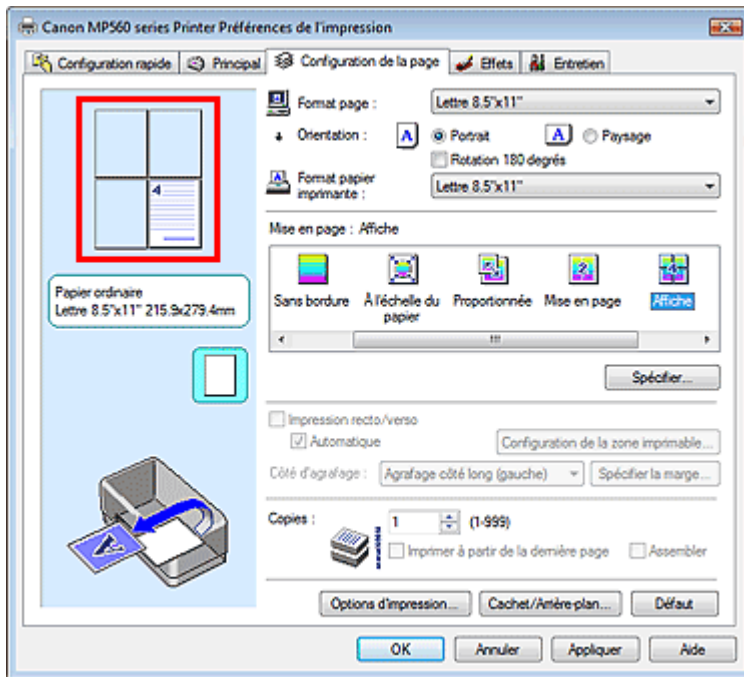 Canon MP560 series Printer Préférences de l'impression
Configuration rapide
Principal
Configuration de la page
Effets
Entretien
4
Papier ordinaire
Lettre 8.5"x11" 215.9x279.4mm
Format page :
Lettre 8.5"x11"
Orientation :
A
Portrait
A
Paysage
Rotation 180 degrés
Format papier
imprimante :
Lettre 8.5"x11"
Mise en page : Affiche
Sans bordure
À l'échelle du
papier
Proportionnée
Mise en page
Affiche
Spécifier...
Impression recto/verso
Automatique
Configuration de la zone imprimable...
Côté d'agrafage :
Agrafage côté long (gauche)
Spécifier la marge...
Copies :
1
(1-999)
Imprimer à partir de la dernière page
Assembler
Options d'impression...
Cachet/Arrière-plan...
Défaut
OK
Annuler
Appliquer
Aide